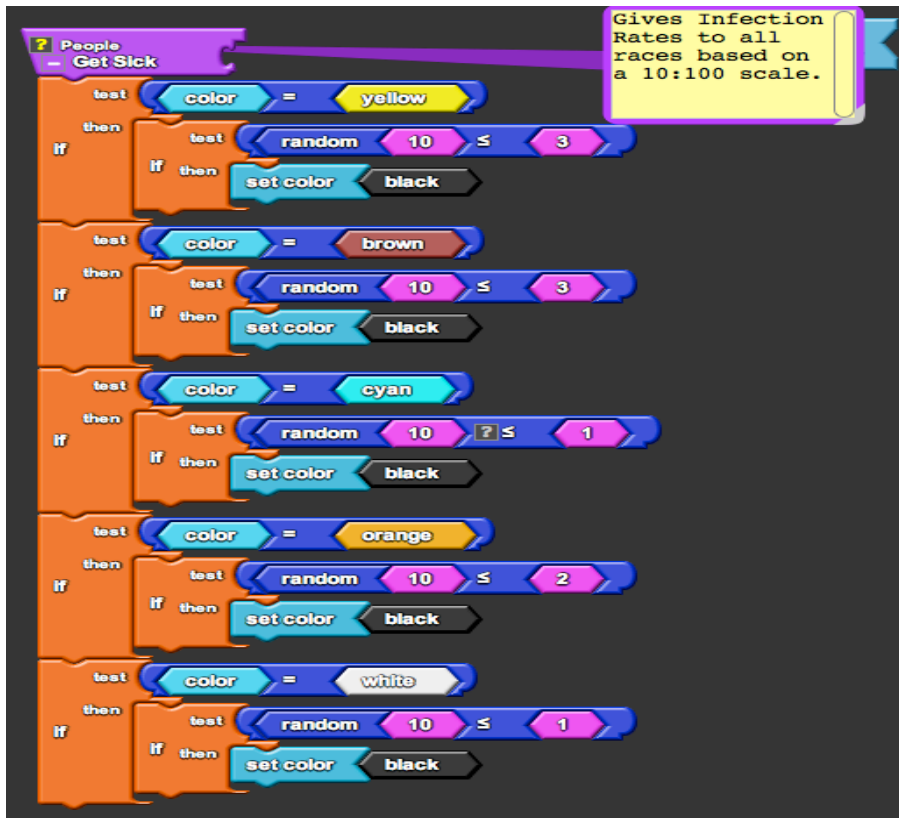 ? People
– Get Sick
Gives Infection
Rates to all
races based on
a 10:100 scale.
test color = yellow
then
if
test random 10 ≤ 3
if then set color black
test color = brown
then
if
test random 10 ≤ 3
if then set color black
test color = cyan
then
if
test random 10 ? ≤ 1
if then set color black
test color = orange
then
if
test random 10 ≤ 2
if then set color black
test color = white
then
if
test random 10 ≤ 1
if then set color black